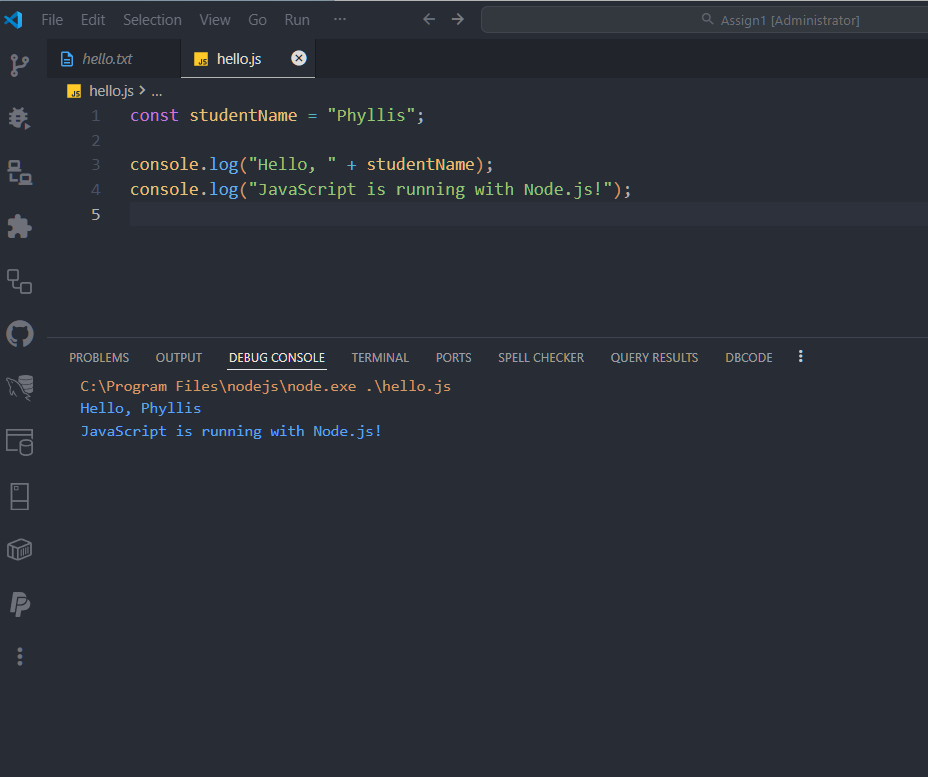 File Edit Selection View Go Run ···
Assign1 [Administrator]
hello.txt
JS hello.js
JS hello.js > ...
1 const studentName = "Phyllis";
2
3 console.log("Hello, " + studentName);
4 console.log("JavaScript is running with Node.js!");
5
PROBLEMS OUTPUT DEBUG CONSOLE TERMINAL PORTS SPELL CHECKER QUERY RESULTS DBCODE
C:\Program Files\nodejs\node.exe .\hello.js
Hello, Phyllis
JavaScript is running with Node.js!